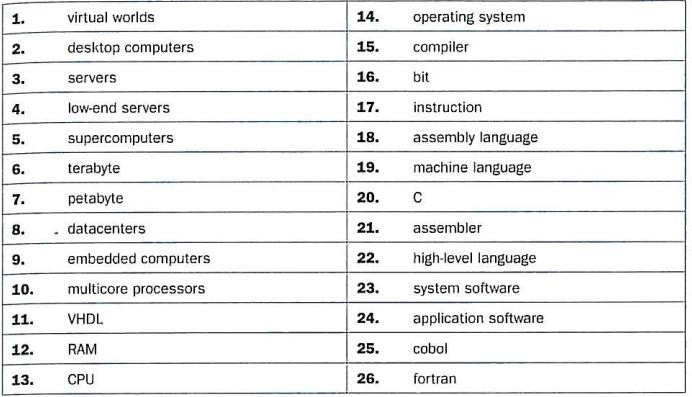 1. virtual worlds
2. desktop computers
3. servers
4. low-end servers
5. supercomputers
6. terabyte
7. petabyte
8. datacenters
9. embedded computers
10. multicore processors
11. VHDL
12. RAM
13. CPU
14. operating system
15. compiler
16. bit
17. instruction
18. assembly language
19. machine language
20. C
21. assembler
22. high-level language
23. system software
24. application software
25. cobol
26. fortran